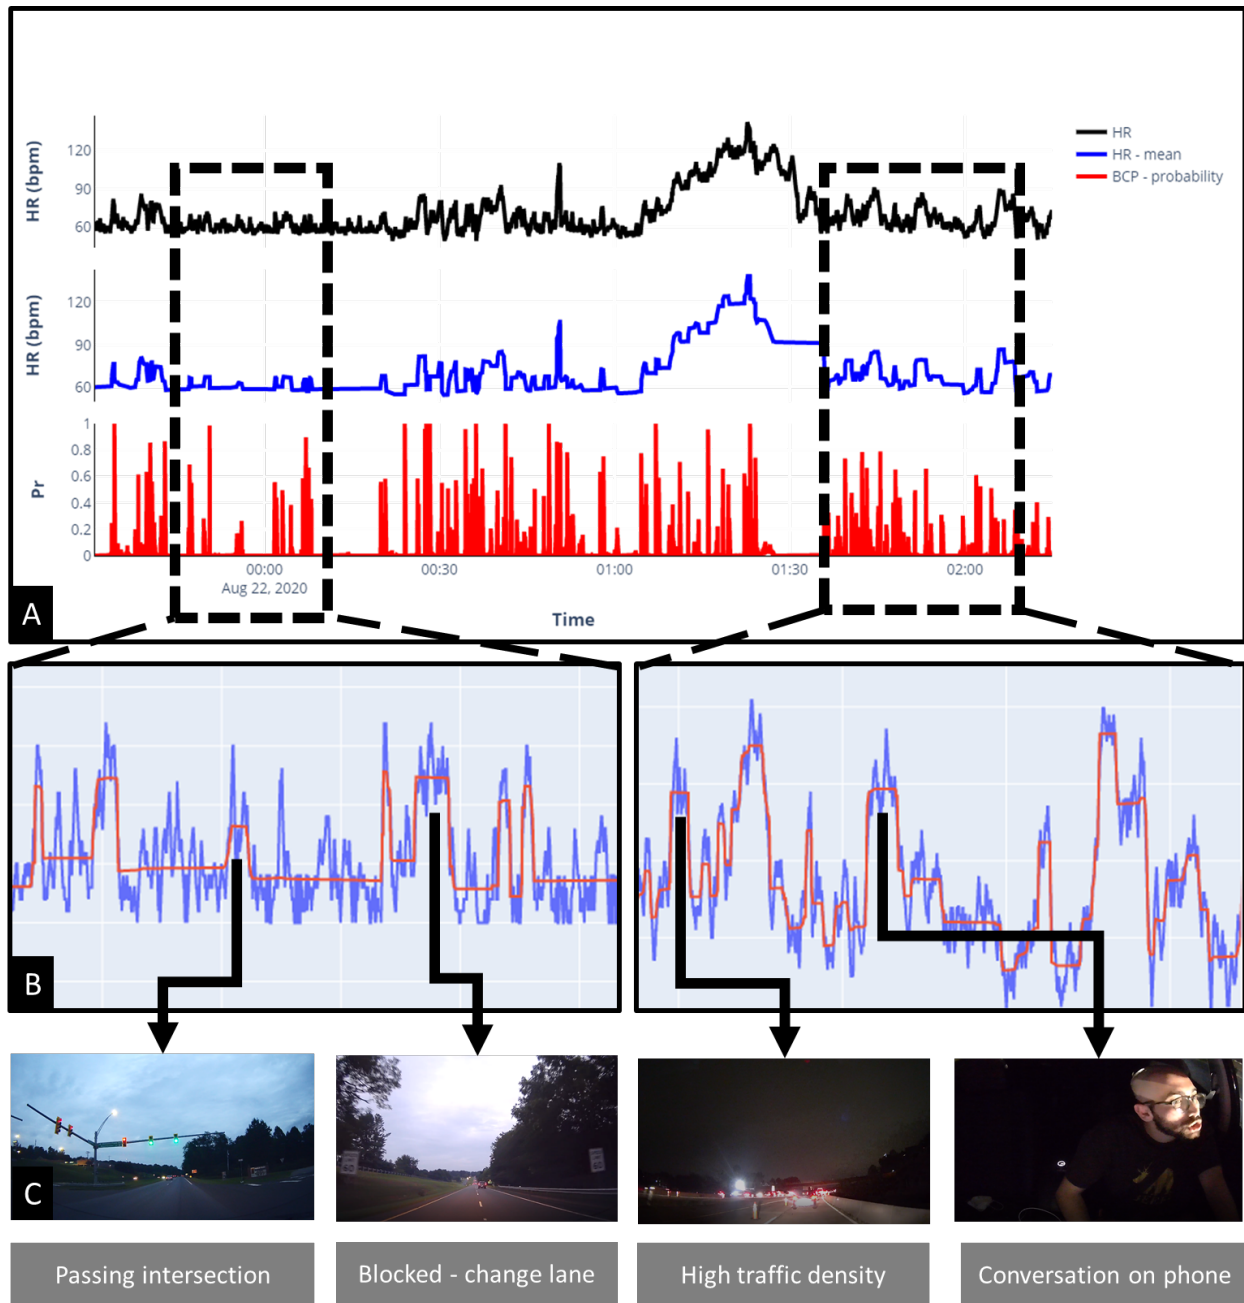 HR (bpm)
120
90
60
HR
HR - mean
BCP - probability
HR (bpm)
120
90
60
Pr
1
0.8
0.6
0.4
0.2
0
00:00
00:30
01:00
01:30
02:00
Aug 22, 2020
Time
A
B
C
60
Passing intersection
Blocked - change lane
High traffic density
Conversation on phone